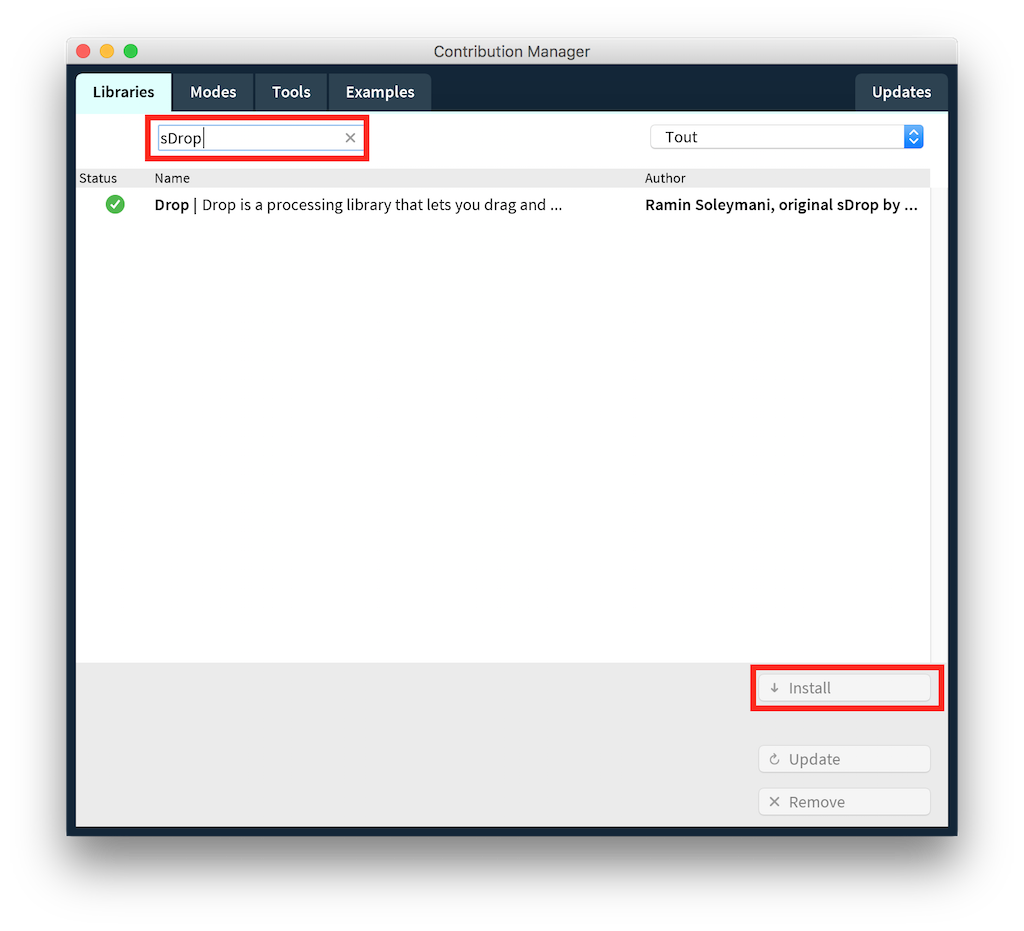 Contribution Manager
Libraries Modes Tools Examples Updates
sDrop Tout
Status Name Author
Drop | Drop is a processing library that lets you drag and ... Ramin Soleymani, original sDrop by ...
Install
Update
Remove